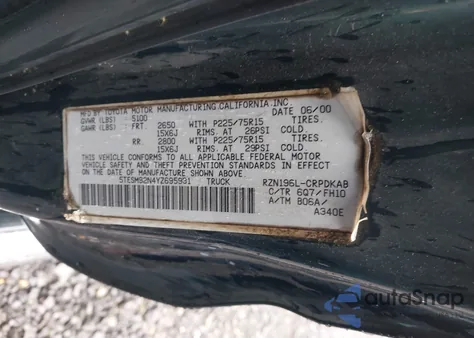 MFD BY TOYOTA MOTOR MANUFACTURING, CALIFORNIA, INC.
GVWR (LBS) 5100 DATE 06/00
GAWR (LBS) FRT. 2650 WITH P225/75R15 TIRES.
15X6J RIMS. AT 26PSI COLD.
RR. 2800 WITH P225/75R15 TIRES.
15X6J RIMS. AT 29PSI COLD.
THIS VEHICLE CONFORMS TO ALL APPLICABLE FEDERAL MOTOR
VEHICLE SAFETY STANDARDS IN EFFECT ON THE DATE OF
MANUFACTURE SHOWN ABOVE.
5TESM92N4YZ695931 TRUCK RZN196L-CRPDKAB
C/TR 6Q7/FH10
A/TM B06A/
A340E
autoSnap